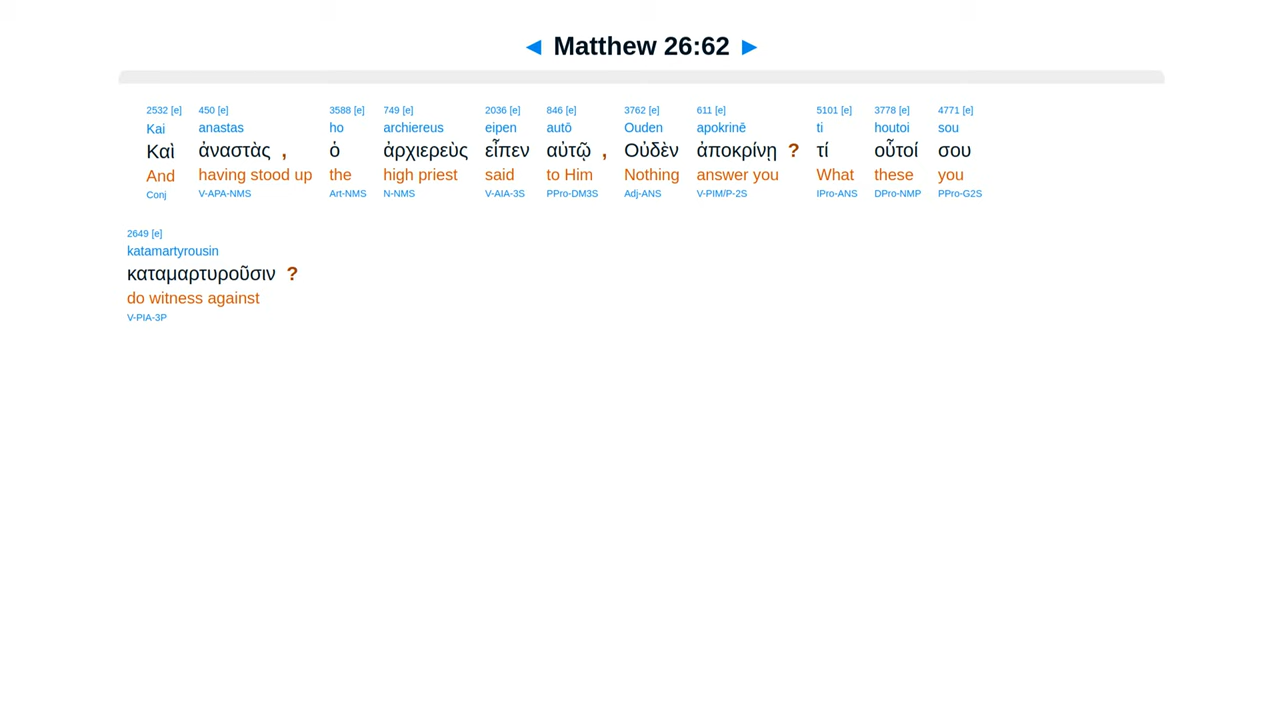 ◄ Matthew 26:62 ►
2532 [e] 450 [e] 3588 [e] 749 [e] 2036 [e] 846 [e] 3762 [e] 611 [e] 5101 [e] 3778 [e] 4771 [e]
Kai anastas ho archiereus eipen autō Ouden apokrinē ti houtoi sou
Καὶ ἀναστὰς , ὁ ἀρχιερεὺς εἶπεν αὐτῷ , Οὐδὲν ἀποκρίνῃ ? τί οὗτοί σου
And having stood up the high priest said to Him Nothing answer you What these you
Conj V-APA-NMS Art-NMS N-NMS V-AIA-3S PPro-DM3S Adj-ANS V-PIM/P-2S IPro-ANS DPro-NMP PPro-G2S
2649 [e]
katamartyrousin
καταμαρτυροῦσιν ?
do witness against
V-PIA-3P